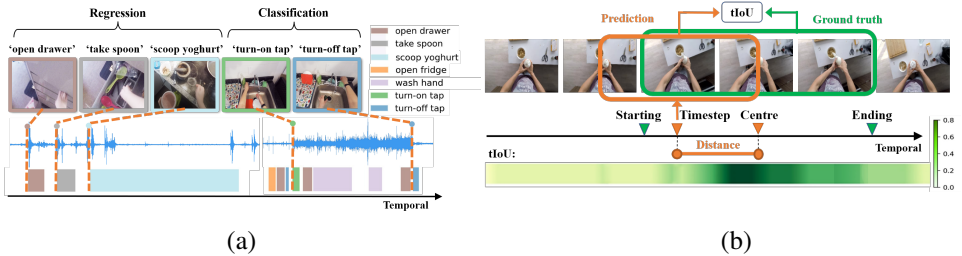 Regression
Classification
'open drawer' 'take spoon' 'scoop yoghurt' 'turn-on tap' 'turn-off tap'
open drawer
take spoon
scoop yoghurt
open fridge
wash hand
turn-on tap
turn-off tap
Temporal
(a)
Prediction
tIoU
Ground truth
Starting
Timestep
Centre
Ending
Temporal
Distance
tIoU:
0.8
0.6
0.4
0.2
0.0
(b)